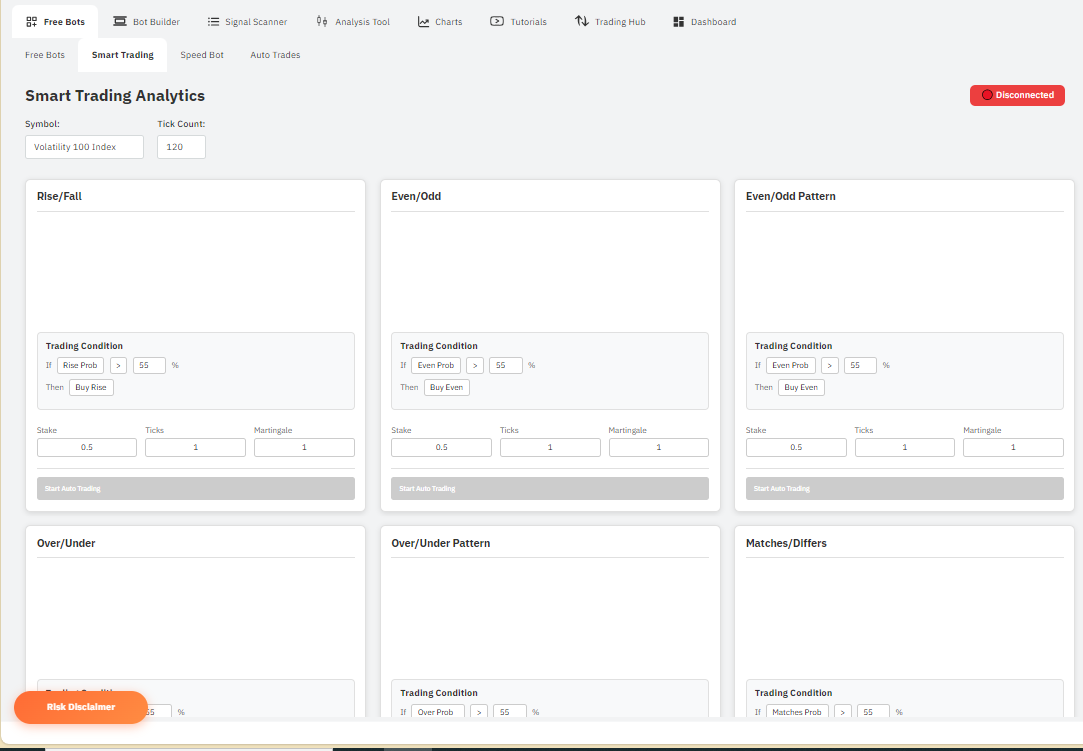 Free Bots Bot Builder Signal Scanner Analysis Tool Charts Tutorials Trading Hub Dashboard
Free Bots Smart Trading Speed Bot Auto Trades
Smart Trading Analytics Disconnected
Symbol: Tick Count:
Volatility 100 Index 120
Rise/Fall Even/Odd Even/Odd Pattern
Trading Condition Trading Condition Trading Condition
If Rise Prob > 55 % If Even Prob > 55 % If Even Prob > 55 %
Then Buy Rise Then Buy Even Then Buy Even
Stake Ticks Martingale Stake Ticks Martingale Stake Ticks Martingale
0.5 1 1 0.5 1 1 0.5 1 1
Start Auto Trading Start Auto Trading Start Auto Trading
Over/Under Over/Under Pattern Matches/Differs
Trading Condition Trading Condition
Risk Disclaimer 55 % If Over Prob > 55 % If Matches Prob > 55 %